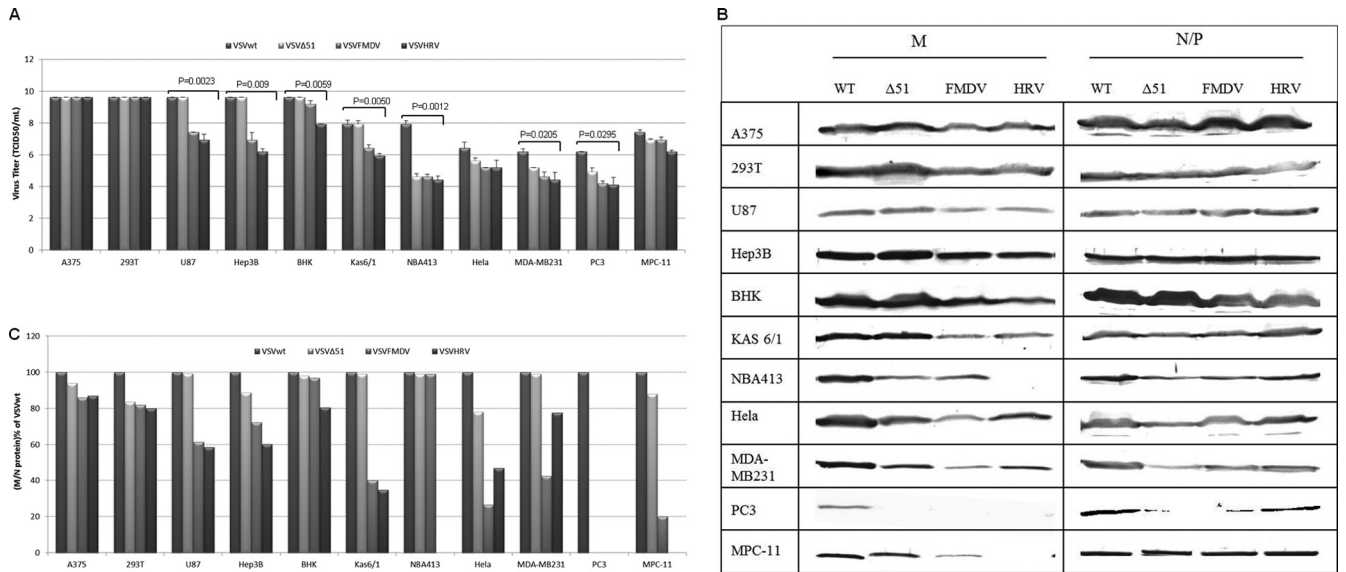 A
VSVwt VSVΔ51 VSVFMDV VSVHRV
Virus Titer (TCID50/mL)
12
10
8
6
4
2
0
P=0.0023
P=0.009
P=0.0059
P=0.0050
P=0.0012
P=0.0205
P=0.0295
A375 293T U87 Hep3B BHK Kas6/1 NBA413 Hela MDA-MB231 PC3 MPC-11
C
VSVwt VSVΔ51 VSVFMDV VSVHRV
(M/N protein)% of VSVwt
120
100
80
60
40
20
0
A375 293T U87 Hep3B BHK Kas6/1 NBA413 Hela MDA-MB231 PC3 MPC-11
B
M N/P
WT Δ51 FMDV HRV WT Δ51 FMDV HRV
A375
293T
U87
Hep3B
BHK
KAS 6/1
NBA413
Hela
MDA-
MB231
PC3
MPC-11